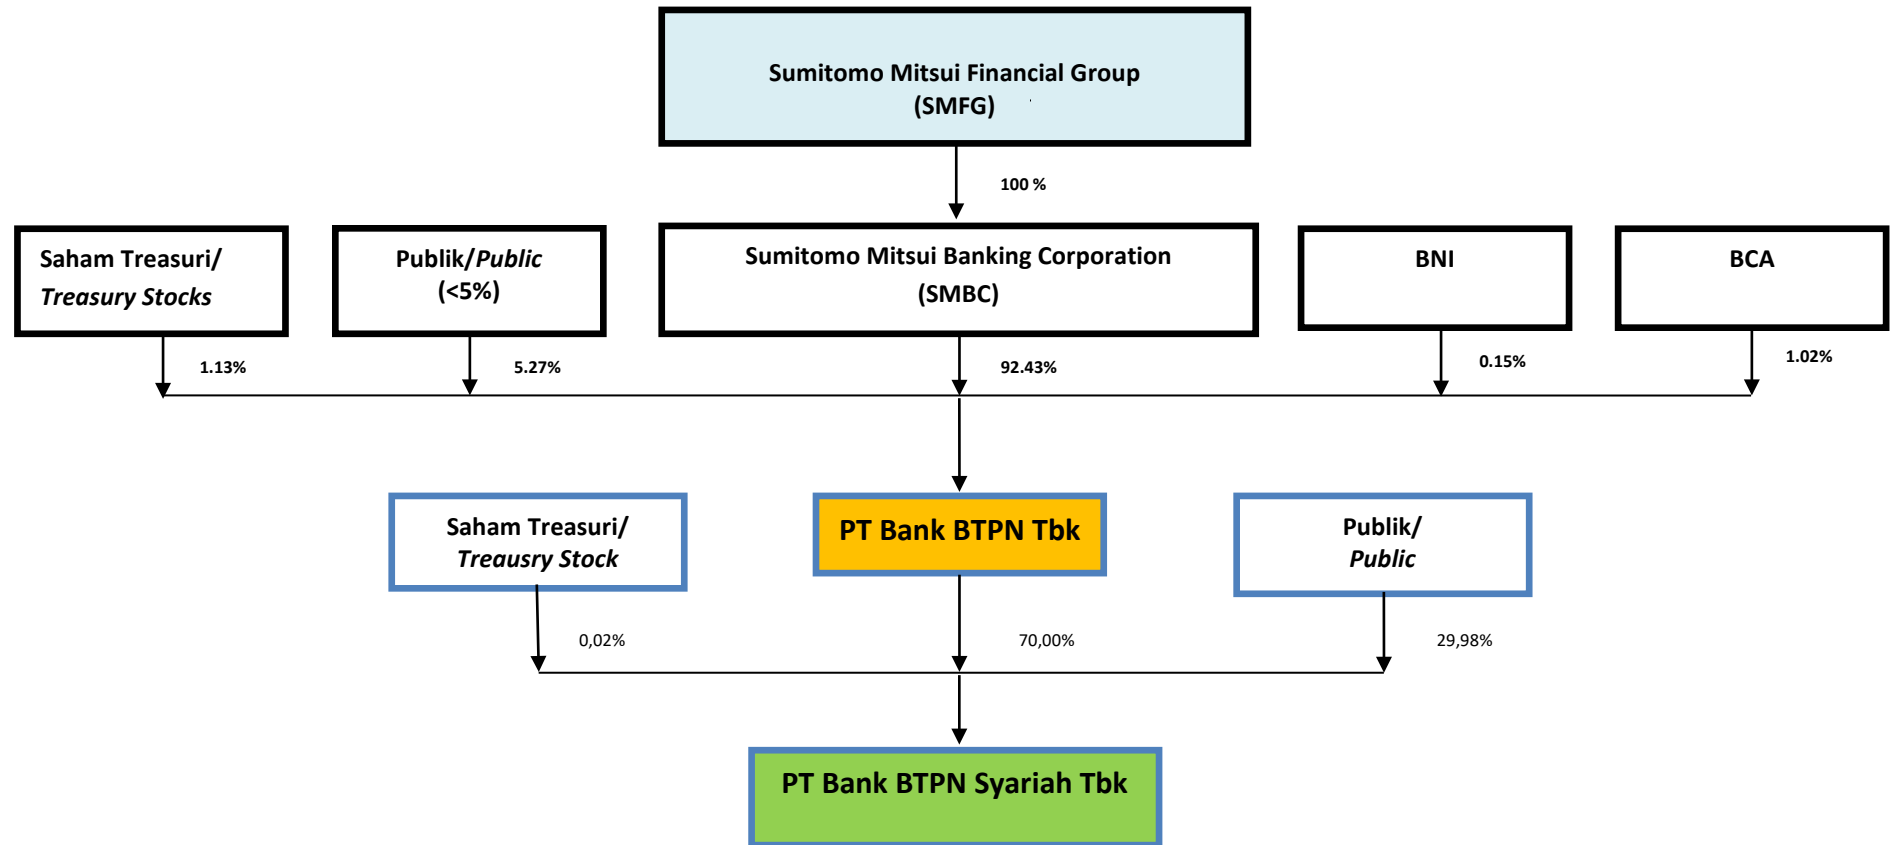 Sumitomo Mitsui Financial Group
(SMFG)
100 %
Saham Treasuri/
Treasury Stocks
Publik/Public
(<5%)
Sumitomo Mitsui Banking Corporation
(SMBC)
BNI
BCA
1.13%
5.27%
92.43%
0.15%
1.02%
Saham Treasuri/
Treausry Stock
PT Bank BTPN Tbk
Publik/
Public
0,02%
70,00%
29,98%
PT Bank BTPN Syariah Tbk